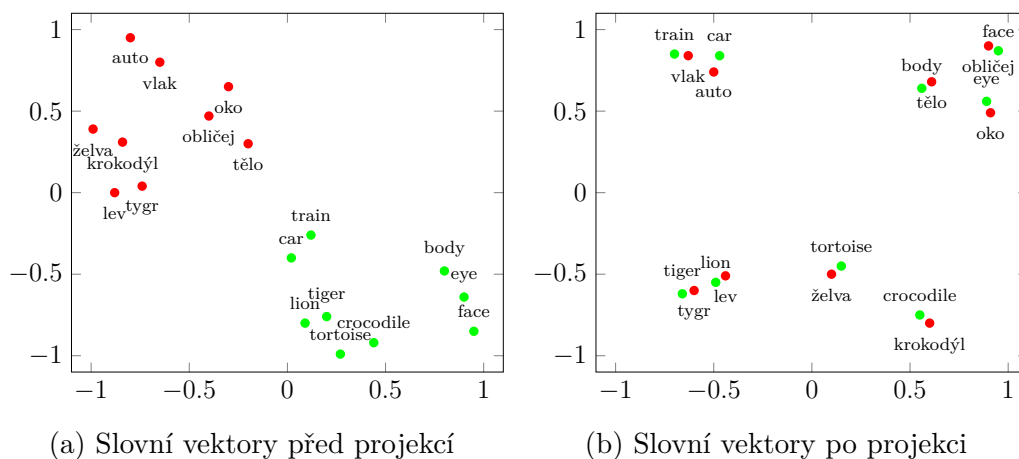 1
0.5
0
−0.5
−1
−1
−0.5
0
0.5
1
auto
vlak
oko
obličej
tělo
želva
krokodýl
lev
tygr
train
car
body
eye
face
lion
tiger
crocodile
tortoise
(a) Slovní vektory před projekcí
1
0.5
0
−0.5
−1
−1
−0.5
0
0.5
1
train
car
vlak
auto
face
obličej
eye
oko
body
tělo
tiger
lion
lev
tygr
tortoise
želva
crocodile
krokodýl
(b) Slovní vektory po projekci